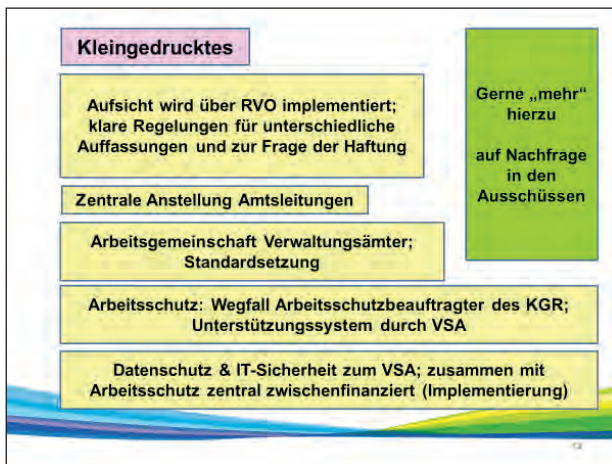 Kleingedrucktes
Aufsicht wird über RVO implementiert;
klare Regelungen für unterschiedliche
Auffassungen und zur Frage der Haftung
Zentrale Anstellung Amtsleitungen
Arbeitsgemeinschaft Verwaltungsämter;
Standardsetzung
Arbeitsschutz: Wegfall Arbeitsschutzbeauftragter des KGR;
Unterstützungssystem durch VSA
Datenschutz & IT-Sicherheit zum VSA; zusammen mit
Arbeitsschutz zentral zwischenfinanziert (Implementierung)
Gerne „mehr“
hierzu
auf Nachfrage
in den
Ausschüssen